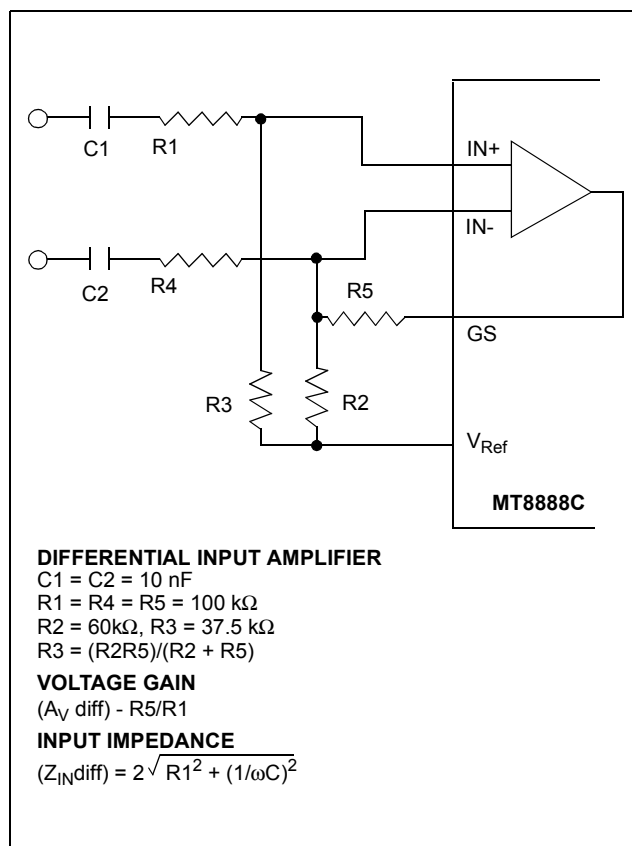 C1
R1
IN+
IN-
C2
R4
R5
GS
R3
R2
VRef
MT8888C
DIFFERENTIAL INPUT AMPLIFIER
C1 = C2 = 10 nF
R1 = R4 = R5 = 100 kΩ
R2 = 60kΩ, R3 = 37.5 kΩ
R3 = (R2R5)/(R2 + R5)
VOLTAGE GAIN
(AV diff) - R5/R1
INPUT IMPEDANCE
(ZINdiff) = 2√R1² + (1/ωC)²